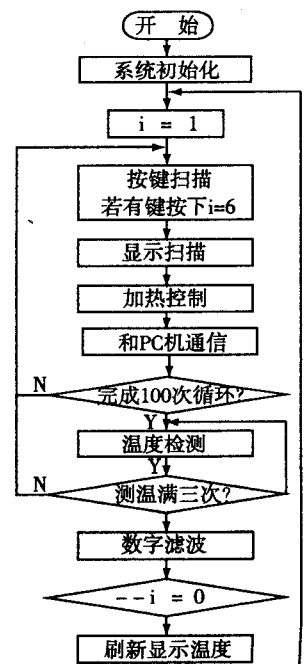 开 始
系统初始化
i = 1
按键扫描
若有键按下i=6
显示扫描
加热控制
和PC机通信
N
完成100次循环?
Y
温度检测
Y
N
测温满三次?
数字滤波
--i = 0
刷新显示温度